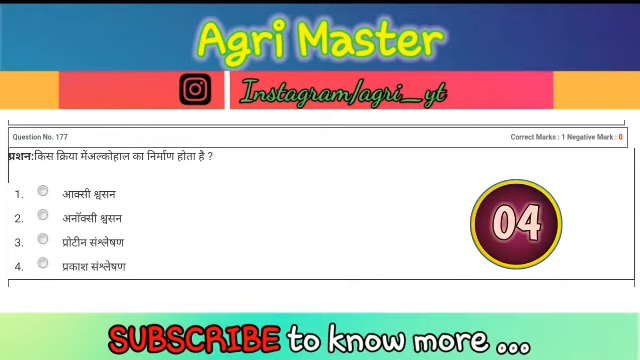 Agri Master
Instagram/agri_yt
Question No. 177 Correct Marks : 1 Negative Mark : 0
प्रशन:किस क्रिया मेंअल्कोहाल का निर्माण होता है ?
1. आक्सी श्वसन
2. अनॉक्सी श्वसन
3. प्रोटीन संश्लेषण
4. प्रकाश संश्लेषण
04
SUBSCRIBE to know more ...